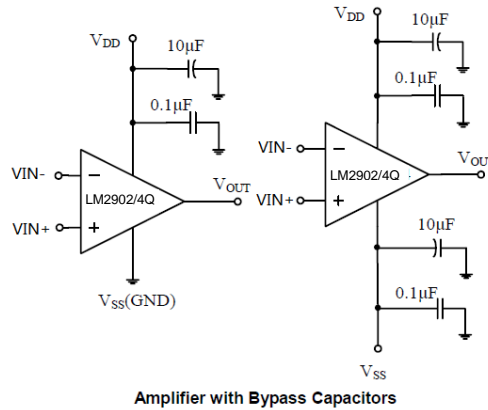 VDD
10µF
0.1µF
VIN-
−
LM2902/4Q
VOUT
VIN+
+
VSS(GND)
VDD
10µF
0.1µF
VIN-
−
LM2902/4Q
VOU
VIN+
+
10µF
0.1µF
VSS
Amplifier with Bypass Capacitors